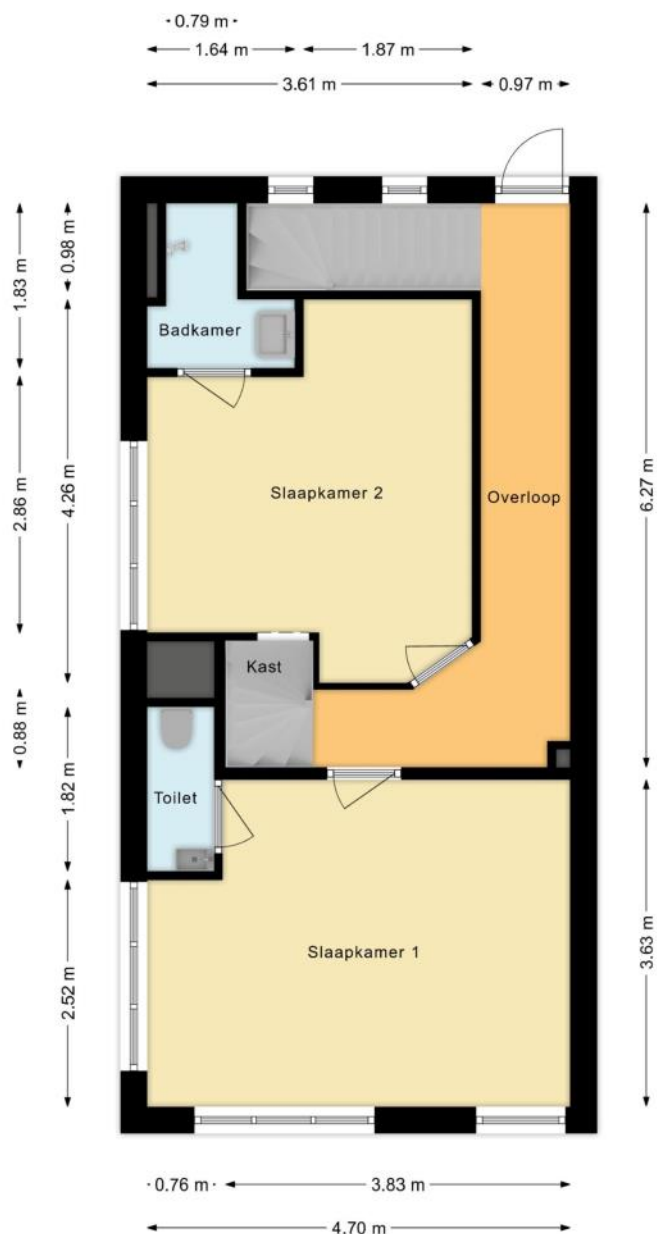 0.79 m
1.64 m 1.87 m
3.61 m 0.97 m
1.83 m
0.98 m
Badkamer
2.86 m
4.26 m
Slaapkamer 2
Overloop
6.27 m
Kast
0.88 m
1.82 m
Toilet
Slaapkamer 1
2.52 m
3.63 m
0.76 m 3.83 m
4.70 m